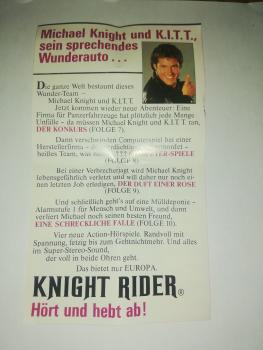 Michael Knight und K.I.T.T.,
sein sprechendes
Wunderauto . . .
Die ganze Welt bestaunt dieses
Wunder-Team –
Michael Knight und K.I.T.T.
Jetzt kommen wieder neue Abenteuer: Eine
Firma für Panzerfahrzeuge hat plötzlich jede Menge
Unfälle - da müssen Michael Knight und K.I.T.T ran,
DER KONKURS (FOLGE 7).
Dann verschwinden Computerspiele bei einer
Herstellerfirma –
heißes Team, was
(FOLGE 8).
Bei einer Verbrecherjagd wird Michael Knight
lebensgefährlich verletzt und will daher nur noch ei-
nen letzten Job erledigen, DER DUFT EINER ROSE
(FOLGE 9).
Und schließlich geht's auf eine Mülldeponie -
Alarmstufe 1 für Mensch und Umwelt, und dann
verliert Michael noch seinen besten Freund,
EINE SCHRECKLICHE FALLE (FOLGE 10).
Vier neue Action-Hörspiele. Randvoll mit
Spannung, fetzig bis zum Gehtnichtmehr. Und alles
im Super-Stereo-Sound,
der voll in beide Ohren geht.
Das bietet nur EUROPA.
KNIGHT RIDER®
Hört und hebt ab!